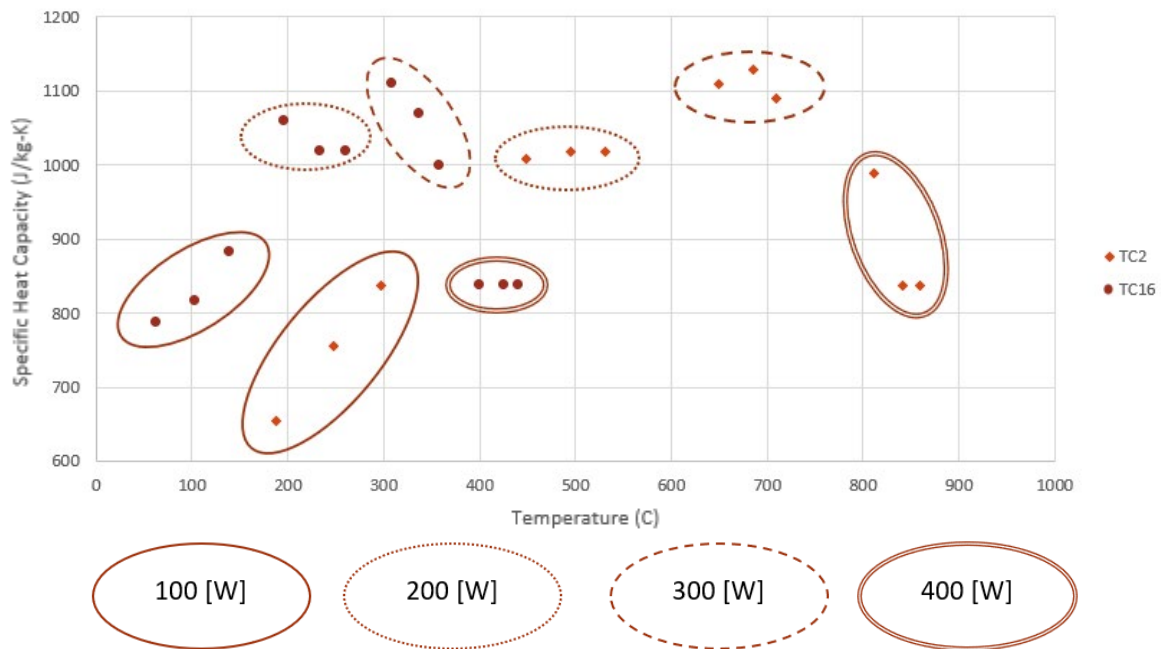 1200
1100
1000
900
800
700
600
Specific Heat Capacity (J/kg-K)
0 100 200 300 400 500 600 700 800 900 1000
Temperature (C)
TC2
TC16
100 [W] 200 [W] 300 [W] 400 [W]